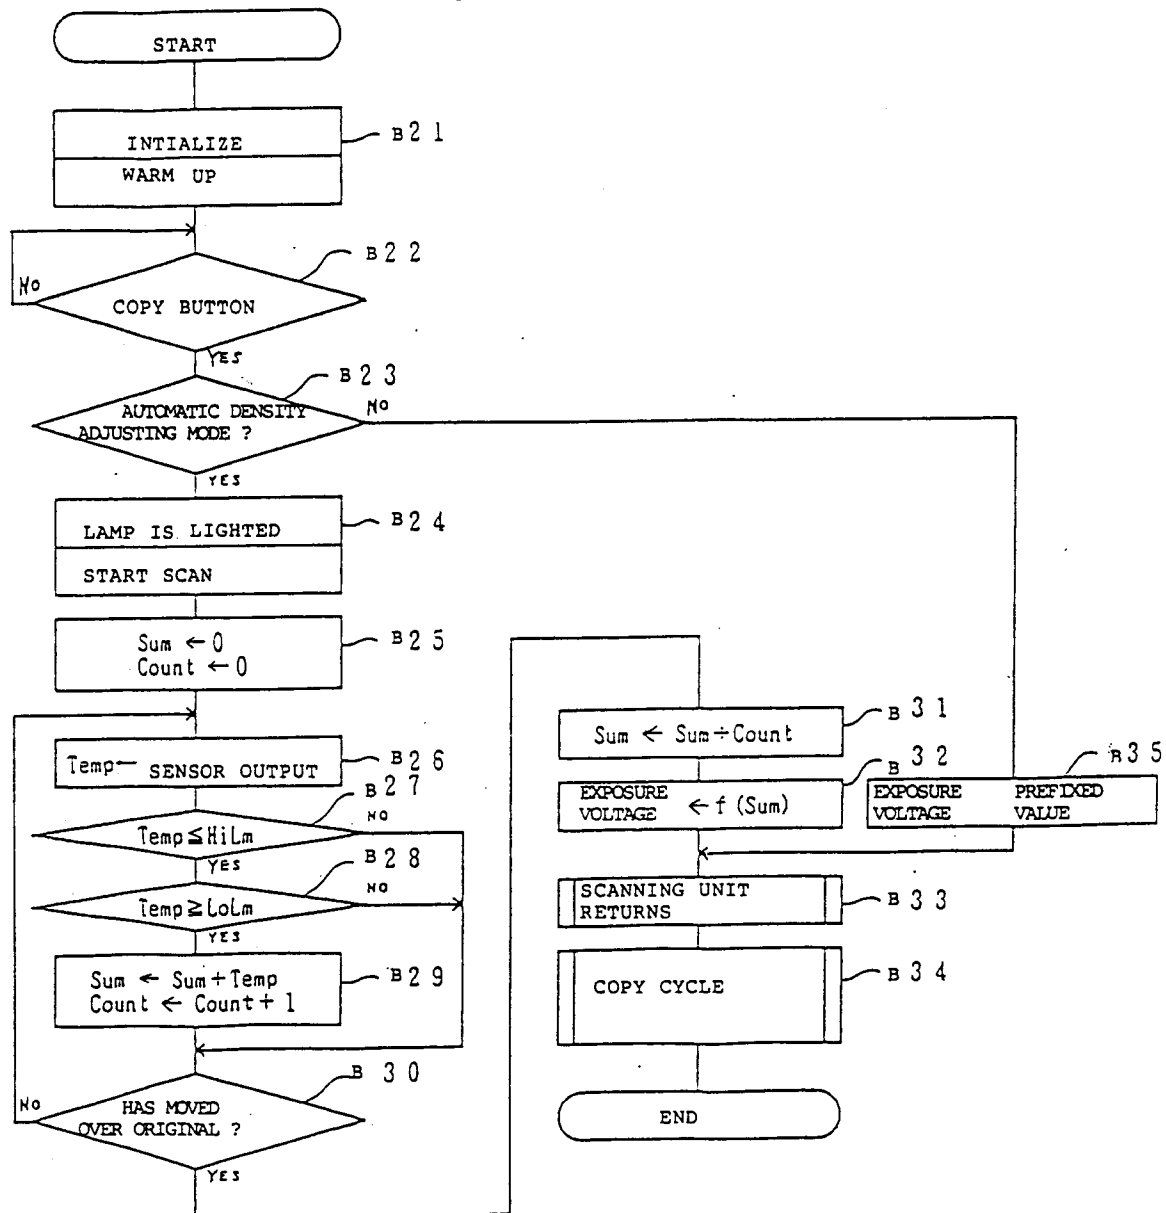 START
INTIALIZE
B21
WARM UP
B22
NO
COPY BUTTON
YES
B23
AUTOMATIC DENSITY
ADJUSTING MODE ?
NO
YES
LAMP IS LIGHTED
B24
START SCAN
Sum ← 0
Count ← 0
B25
Temp← SENSOR OUTPUT
B26
B27
Temp≦HiLm
NO
YES
B28
Temp≧LoLm
NO
YES
Sum ← Sum+Temp
Count ← Count+1
B29
B30
NO
HAS MOVED
OVER ORIGINAL ?
YES
Sum ← Sum÷Count
B31
EXPOSURE
VOLTAGE ← f(Sum)
B32
B35
EXPOSURE PREFIXED
VOLTAGE VALUE
SCANNING UNIT
RETURNS
B33
COPY CYCLE
B34
END